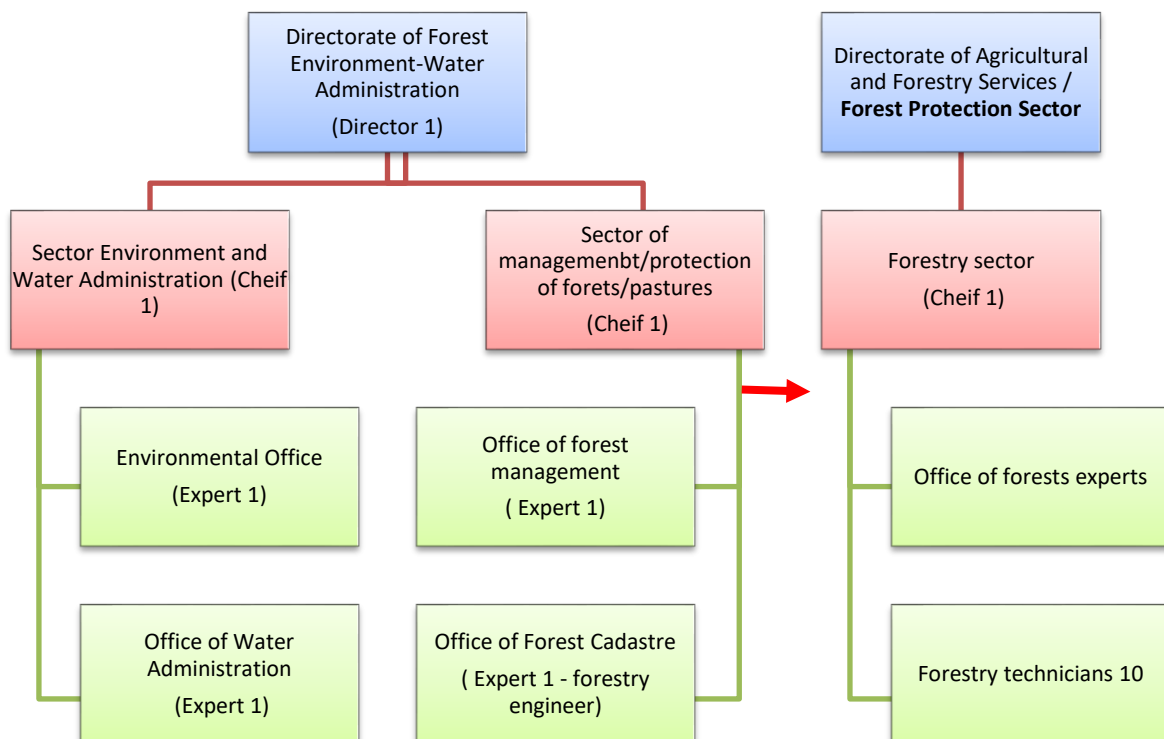 Directorate of Forest
Environment-Water
Administration
(Director 1)
Directorate of Agricultural
and Forestry Services /
Forest Protection Sector
Sector Environment and
Water Administration (Cheif
1)
Sector of
managemenbt/protection
of forets/pastures
(Cheif 1)
Forestry sector
(Cheif 1)
Environmental Office
(Expert 1)
Office of forest
management
( Expert 1)
Office of forests experts
Office of Water
Administration
(Expert 1)
Office of Forest Cadastre
( Expert 1 - forestry
engineer)
Forestry technicians 10